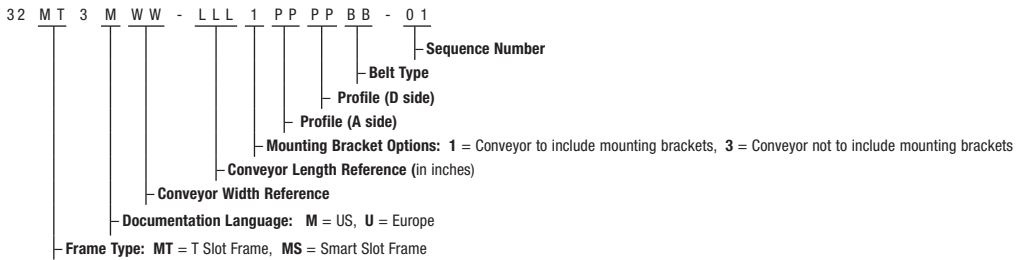 32 MT 3 M WW - LLL 1 PP PP BB - 01
Sequence Number
Belt Type
Profile (D side)
Profile (A side)
Mounting Bracket Options: 1 = Conveyor to include mounting brackets, 3 = Conveyor not to include mounting brackets
Conveyor Length Reference (in inches)
Conveyor Width Reference
Documentation Language: M = US, U = Europe
Frame Type: MT = T Slot Frame, MS = Smart Slot Frame